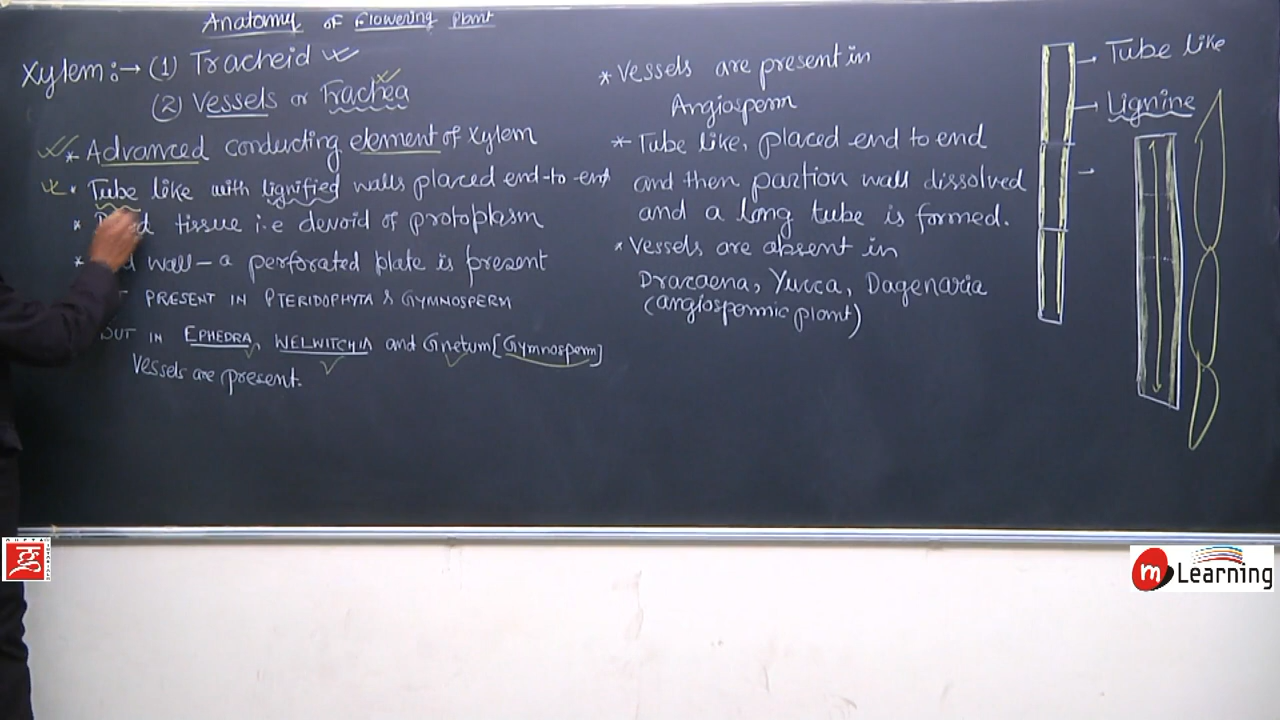 Anatomy of Flowering Plant
Xylem:→ (1) Tracheid
(2) Vessels or Trachea
* Advanced conducting element of Xylem
* Tube like with lignified walls placed end-to-end
* tissue i.e devoid of protoplasm
* wall – a perforated plate is present
PRESENT IN PTERIDOPHYTA & GYMNOSPERM
BUT IN EPHEDRA, WELWITCHIA and Gnetum [Gymnosperm]
Vessels are present.
* Vessels are present in
Angiosperm
* Tube like, placed end to end
and then partion wall dissolved
and a long tube is formed.
* Vessels are absent in
Dracaena, Yucca, Dagenaria
(angiospermic plant)
→ Tube like
→ Lignine
m Learning